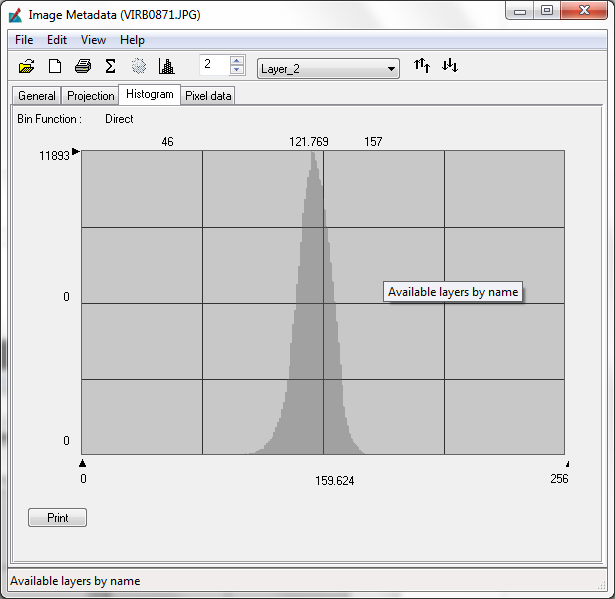 Image Metadata (VIRB0871.JPG)
File Edit View Help
2 Layer_2
General Projection Histogram Pixel data
Bin Function : Direct
46 121.769 157
11893
Available layers by name
0
0
0 159.624 256
Print
Available layers by name